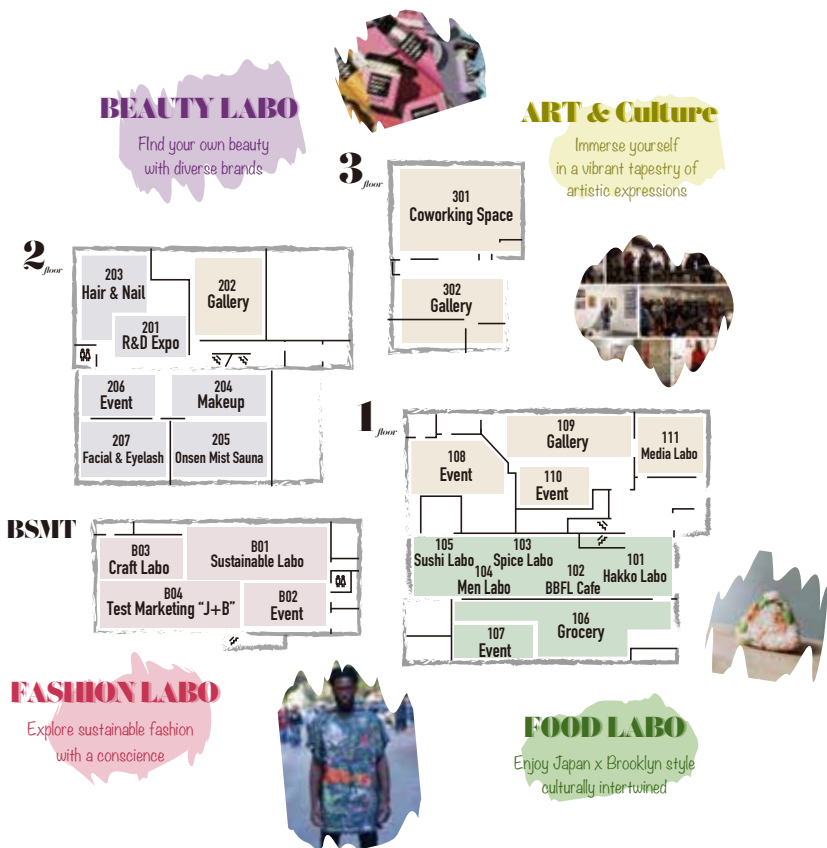 BEAUTY LABO
FInd your own beauty
with diverse brands
ART & Culture
Immerse yourself
in a vibrant tapestry of
artistic expressions
3 floor
301
Coworking Space
302
Gallery
2 floor
203
Hair & Nail
202
Gallery
201
R&D Expo
206
Event
204
Makeup
207
Facial & Eyelash
205
Onsen Mist Sauna
1 floor
109
Gallery
111
Media Labo
108
Event
110
Event
105
Sushi Labo
103
Spice Labo
101
Hakko Labo
104
Men Labo
102
BBFL Cafe
106
Grocery
107
Event
BSMT
B03
Craft Labo
B01
Sustainable Labo
B04
Test Marketing “J+B”
B02
Event
FASHION LABO
Explore sustainable fashion
with a conscience
FOOD LABO
Enjoy Japan x Brooklyn style
culturally intertwined